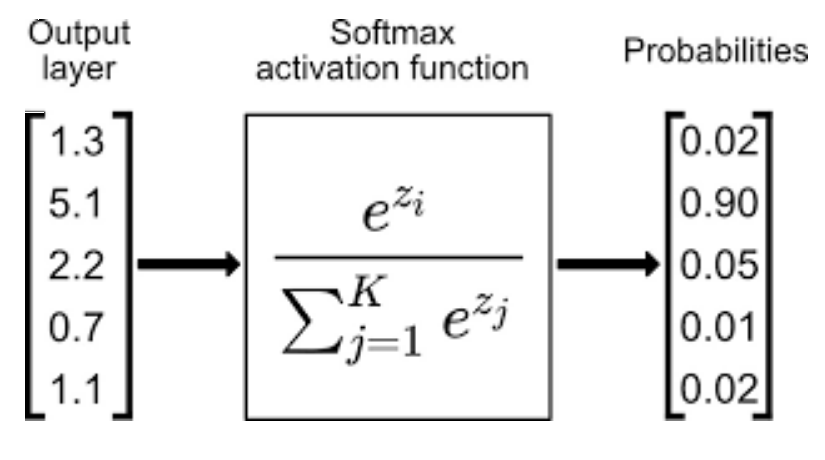 Output
layer
Softmax
activation function
Probabilities
1.3
5.1
2.2
0.7
1.1
e^{z_i}
∑_{j=1}^{K} e^{z_j}
0.02
0.90
0.05
0.01
0.02